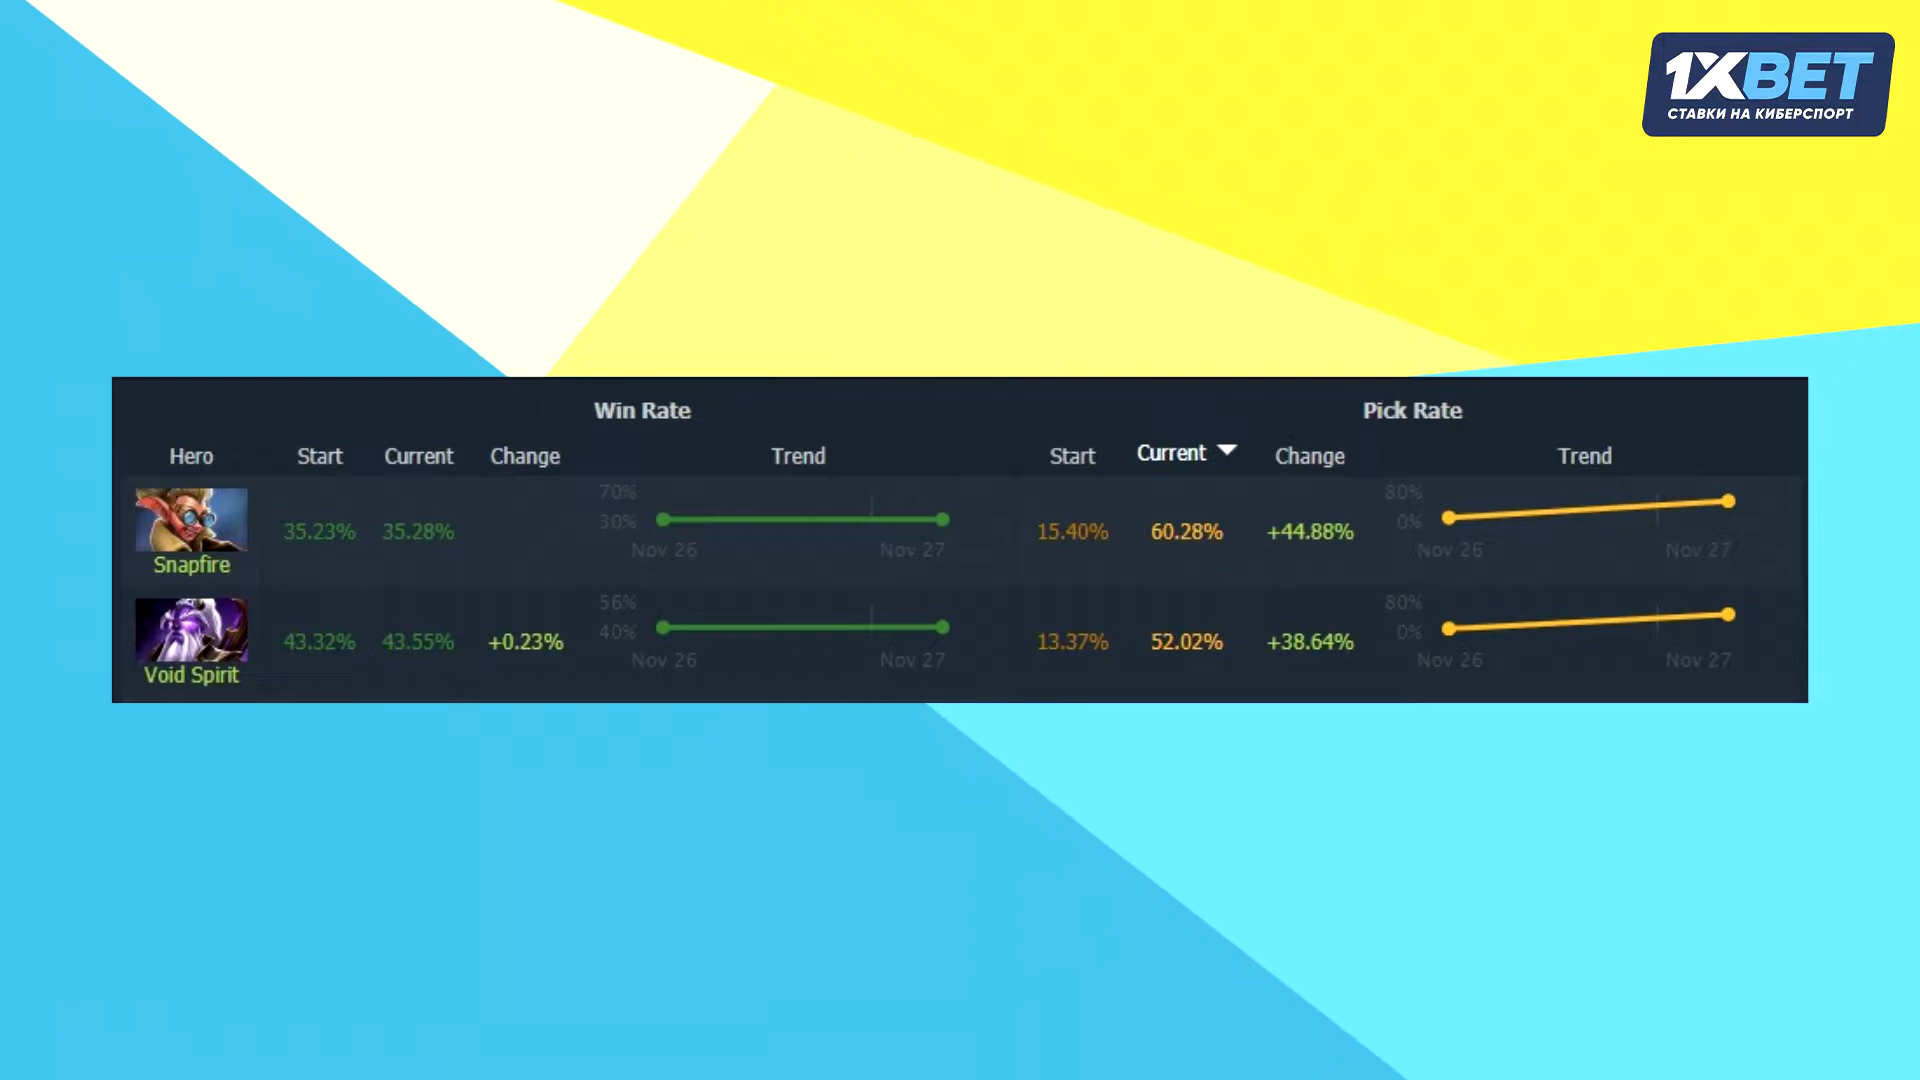 1XBET
СТАВКИ НА КИБЕРСПОРТ
Win Rate Pick Rate
Hero Start Current Change Trend Start Current Change Trend
70% 80%
30% 0%
35.23% 35.28% 15.40% 60.28% +44.88%
Nov 26 Nov 27 Nov 26 Nov 27
Snapfire
56% 80%
40% 0%
43.32% 43.55% +0.23% 13.37% 52.02% +38.64%
Nov 26 Nov 27 Nov 26 Nov 27
Void Spirit